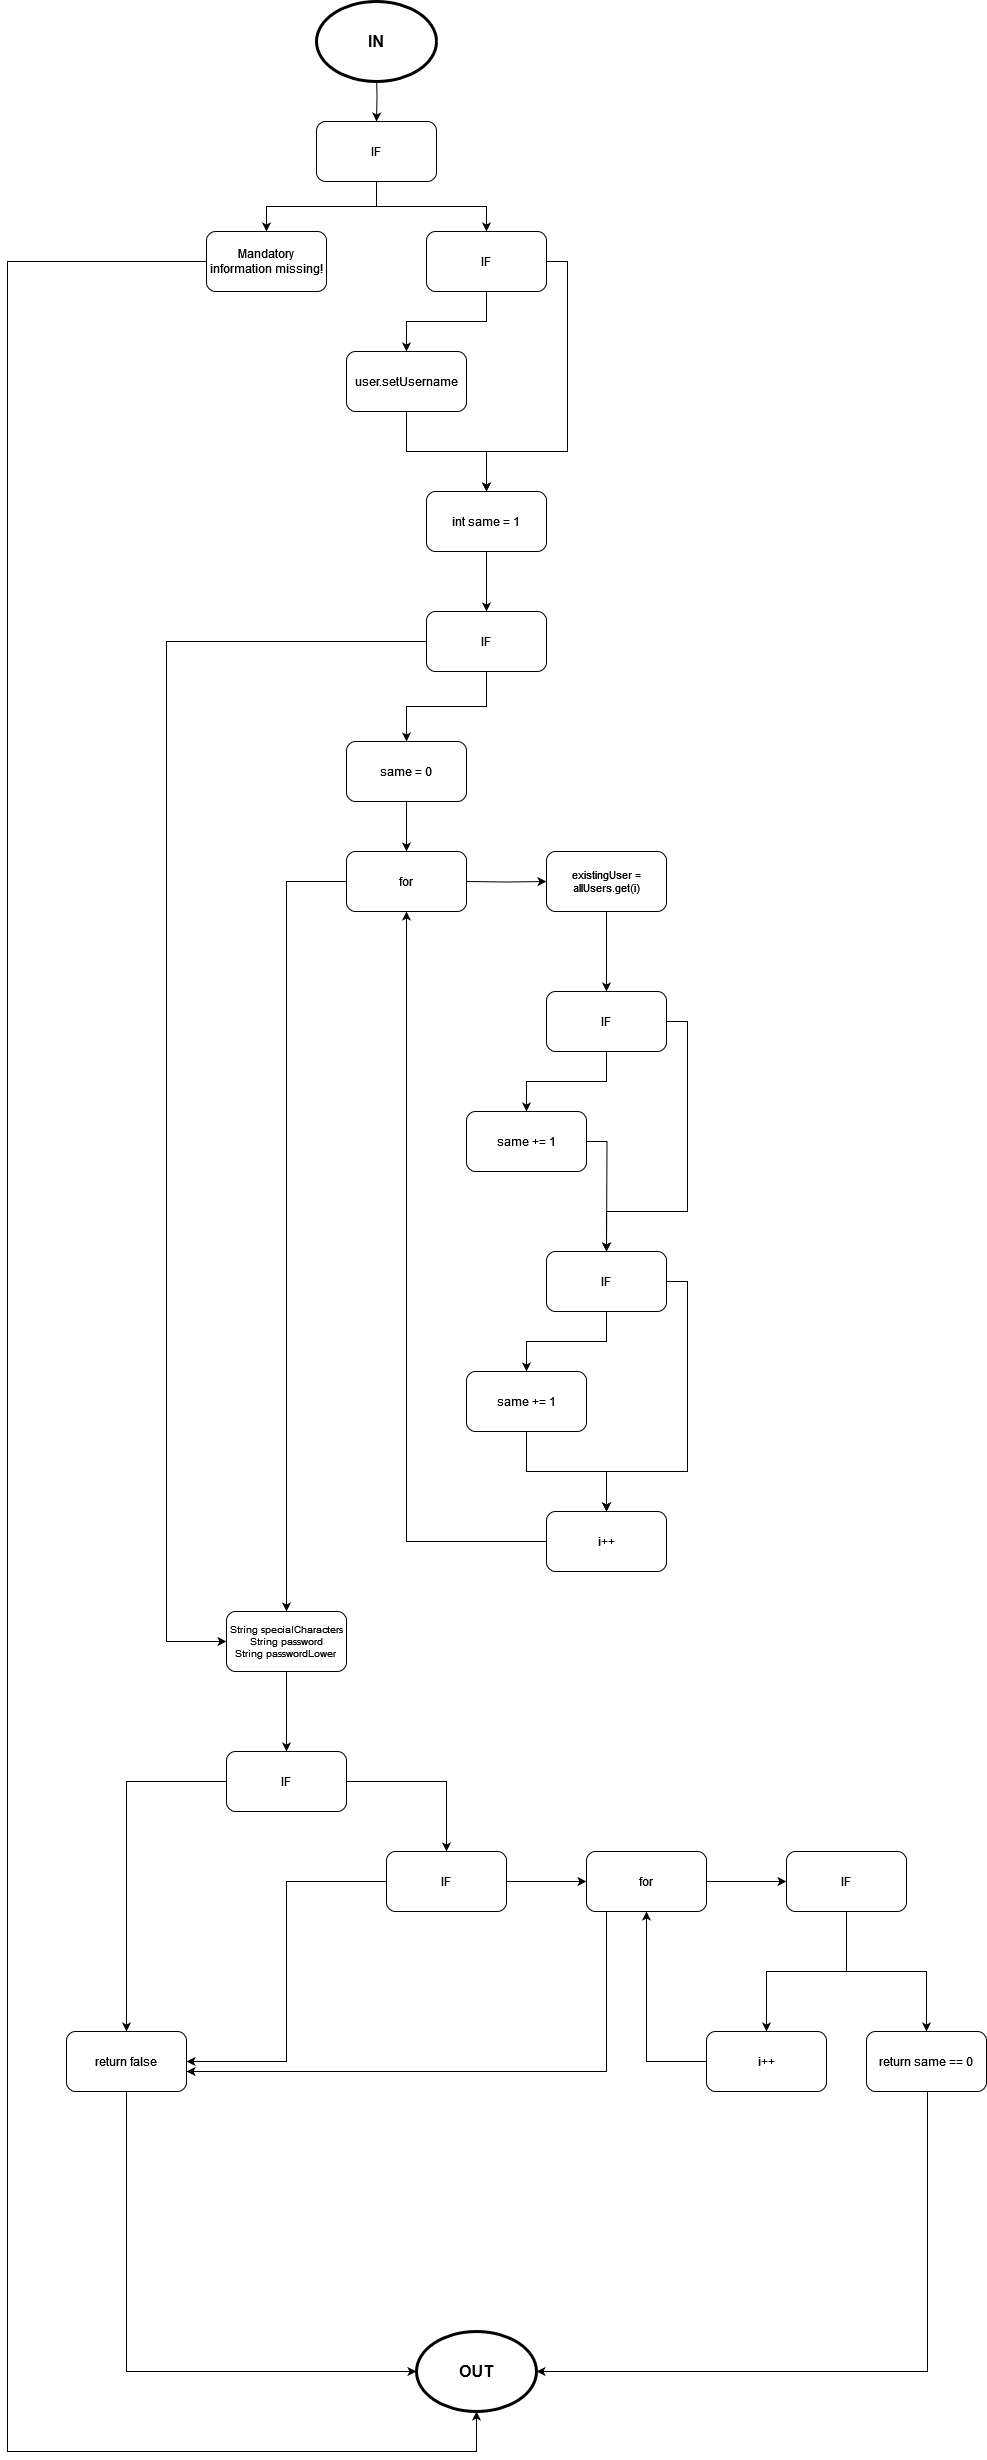 IN
IF
Mandatory
information missing!
IF
user.setUsername
int same = 1
IF
same = 0
for
existingUser =
allUsers.get(i)
IF
same += 1
IF
same += 1
i++
String specialCharacters
String password
String passwordLower
IF
IF
for
IF
return false
i++
return same == 0
OUT